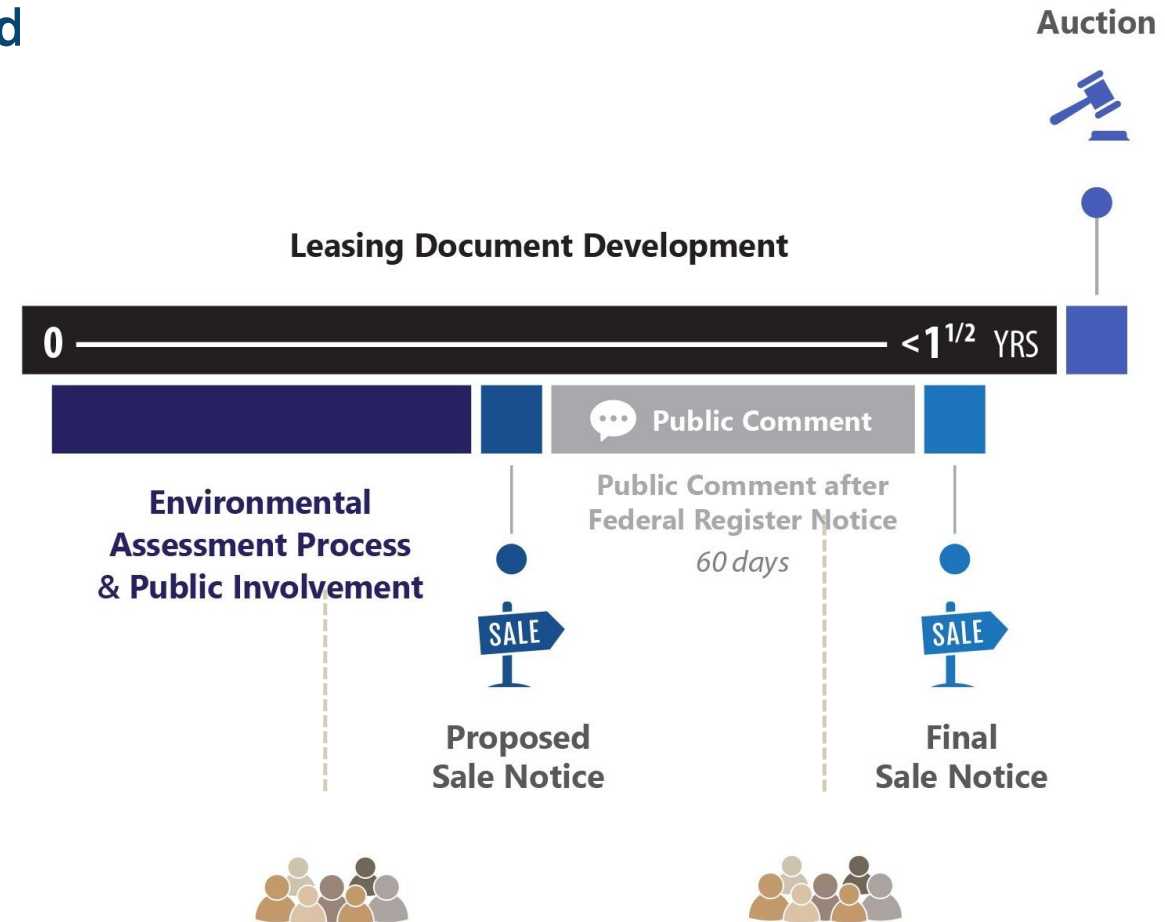 d
Auction
Leasing Document Development
0 <1 1/2 YRS
Public Comment
Environmental
Assessment Process
& Public Involvement
Public Comment after
Federal Register Notice
60 days
SALE
Proposed
Sale Notice
SALE
Final
Sale Notice